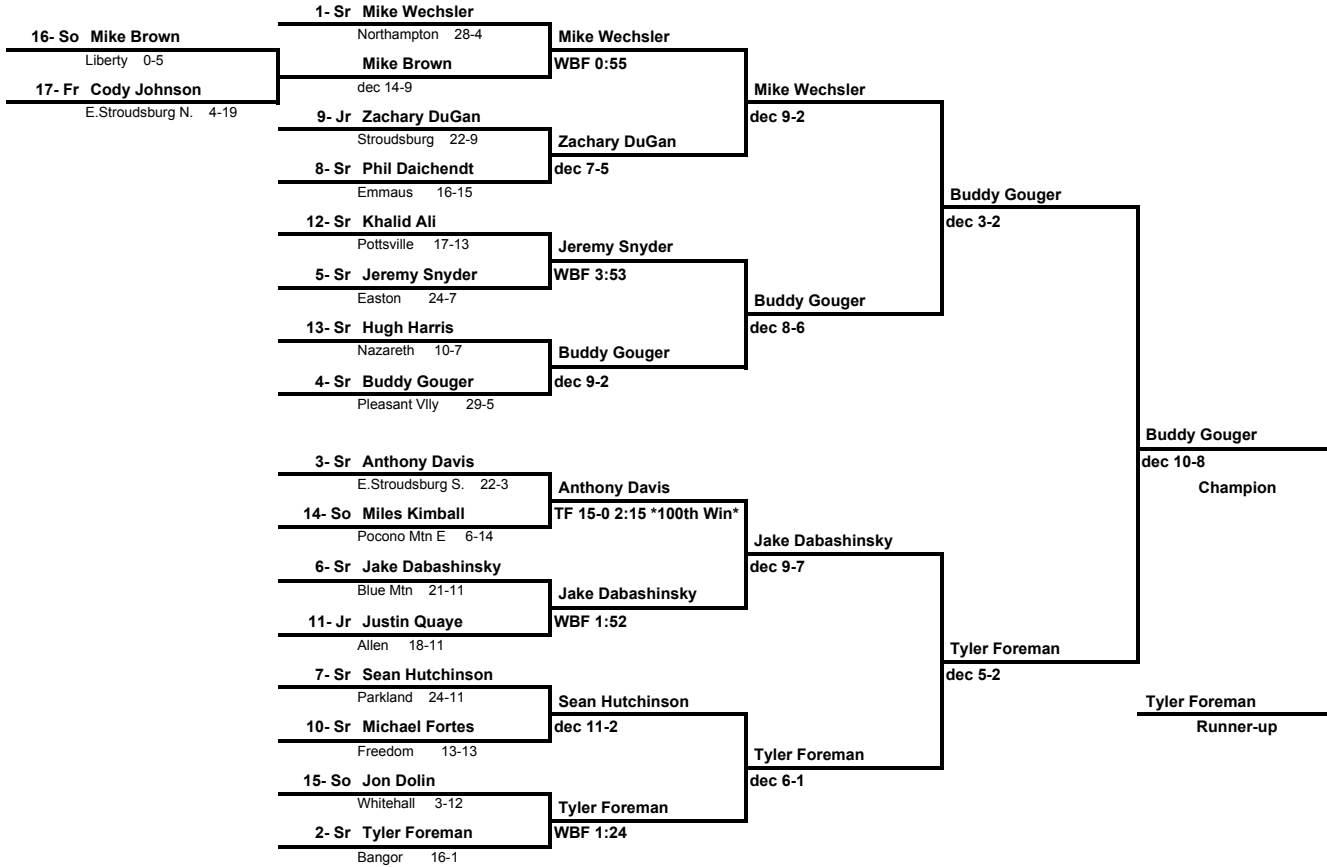 1- Sr Mike Wechsler
Northampton 28-4
16- So Mike Brown
Liberty 0-5
17- Fr Cody Johnson
E.Stroudsburg N. 4-19
Mike Brown
dec 14-9
Mike Wechsler
WBF 0:55
9- Jr Zachary DuGan
Stroudsburg 22-9
8- Sr Phil Daichendt
Emmaus 16-15
Zachary DuGan
dec 7-5
Mike Wechsler
dec 9-2
12- Sr Khalid Ali
Pottsville 17-13
5- Sr Jeremy Snyder
Easton 24-7
Jeremy Snyder
WBF 3:53
13- Sr Hugh Harris
Nazareth 10-7
4- Sr Buddy Gouger
Pleasant Vlly 29-5
Buddy Gouger
dec 9-2
Buddy Gouger
dec 8-6
Buddy Gouger
dec 3-2
3- Sr Anthony Davis
E.Stroudsburg S. 22-3
14- So Miles Kimball
Pocono Mtn E 6-14
Anthony Davis
TF 15-0 2:15 *100th Win*
6- Sr Jake Dabashinsky
Blue Mtn 21-11
11- Jr Justin Quaye
Allen 18-11
Jake Dabashinsky
WBF 1:52
Jake Dabashinsky
dec 9-7
7- Sr Sean Hutchinson
Parkland 24-11
10- Sr Michael Fortes
Freedom 13-13
Sean Hutchinson
dec 11-2
15- So Jon Dolin
Whitehall 3-12
2- Sr Tyler Foreman
Bangor 16-1
Tyler Foreman
WBF 1:24
Tyler Foreman
dec 6-1
Tyler Foreman
dec 5-2
Buddy Gouger
dec 10-8
Champion
Tyler Foreman
Runner-up